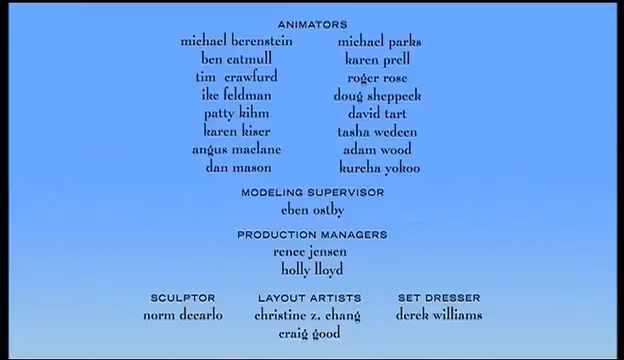 ANIMATORS
michael berenstein michael parks
ben catmull karen prell
tim crawfurd roger rose
ike feldman doug sheppeck
patty kihm david tart
karen kiser tasha wedeen
angus maclane adam wood
dan mason kureha yokoo
MODELING SUPERVISOR
eben ostby
PRODUCTION MANAGERS
renee jensen
holly lloyd
SCULPTOR LAYOUT ARTISTS SET DRESSER
norm decarlo christine z. chang derek williams
craig good